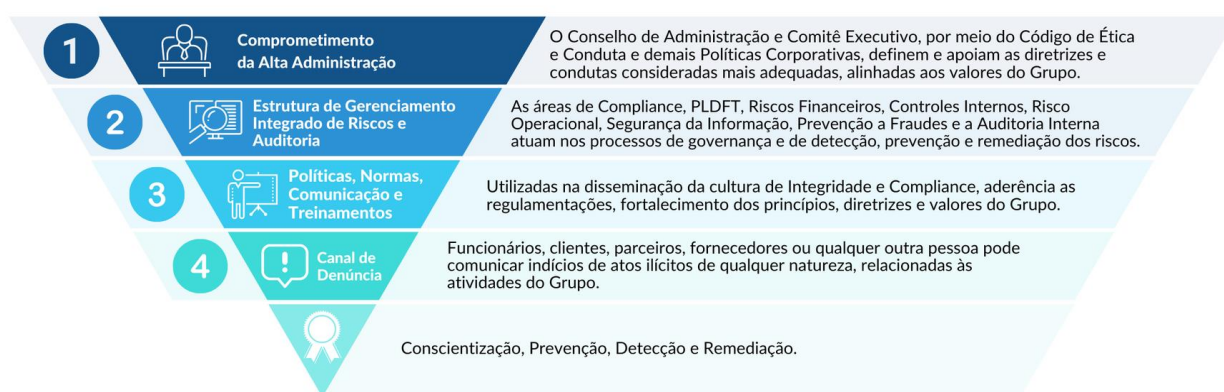 1
Comprometimento
da Alta Administração
O Conselho de Administração e Comitê Executivo, por meio do Código de Ética
e Conduta e demais Políticas Corporativas, definem e apoiam as diretrizes e
condutas consideradas mais adequadas, alinhadas aos valores do Grupo.
2
Estrutura de Gerenciamento
Integrado de Riscos e
Auditoria
As áreas de Compliance, PLDFT, Riscos Financeiros, Controles Internos, Risco
Operacional, Segurança da Informação, Prevenção a Fraudes e a Auditoria Interna
atuam nos processos de governança e de detecção, prevenção e remediação dos riscos.
3
Políticas, Normas,
Comunicação e
Treinamentos
Utilizadas na disseminação da cultura de Integridade e Compliance, aderência as
regulamentações, fortalecimento dos princípios, diretrizes e valores do Grupo.
4
Canal de
Denúncia
Funcionários, clientes, parceiros, fornecedores ou qualquer outra pessoa pode
comunicar indícios de atos ilícitos de qualquer natureza, relacionadas às
atividades do Grupo.
Conscientização, Prevenção, Detecção e Remediação.